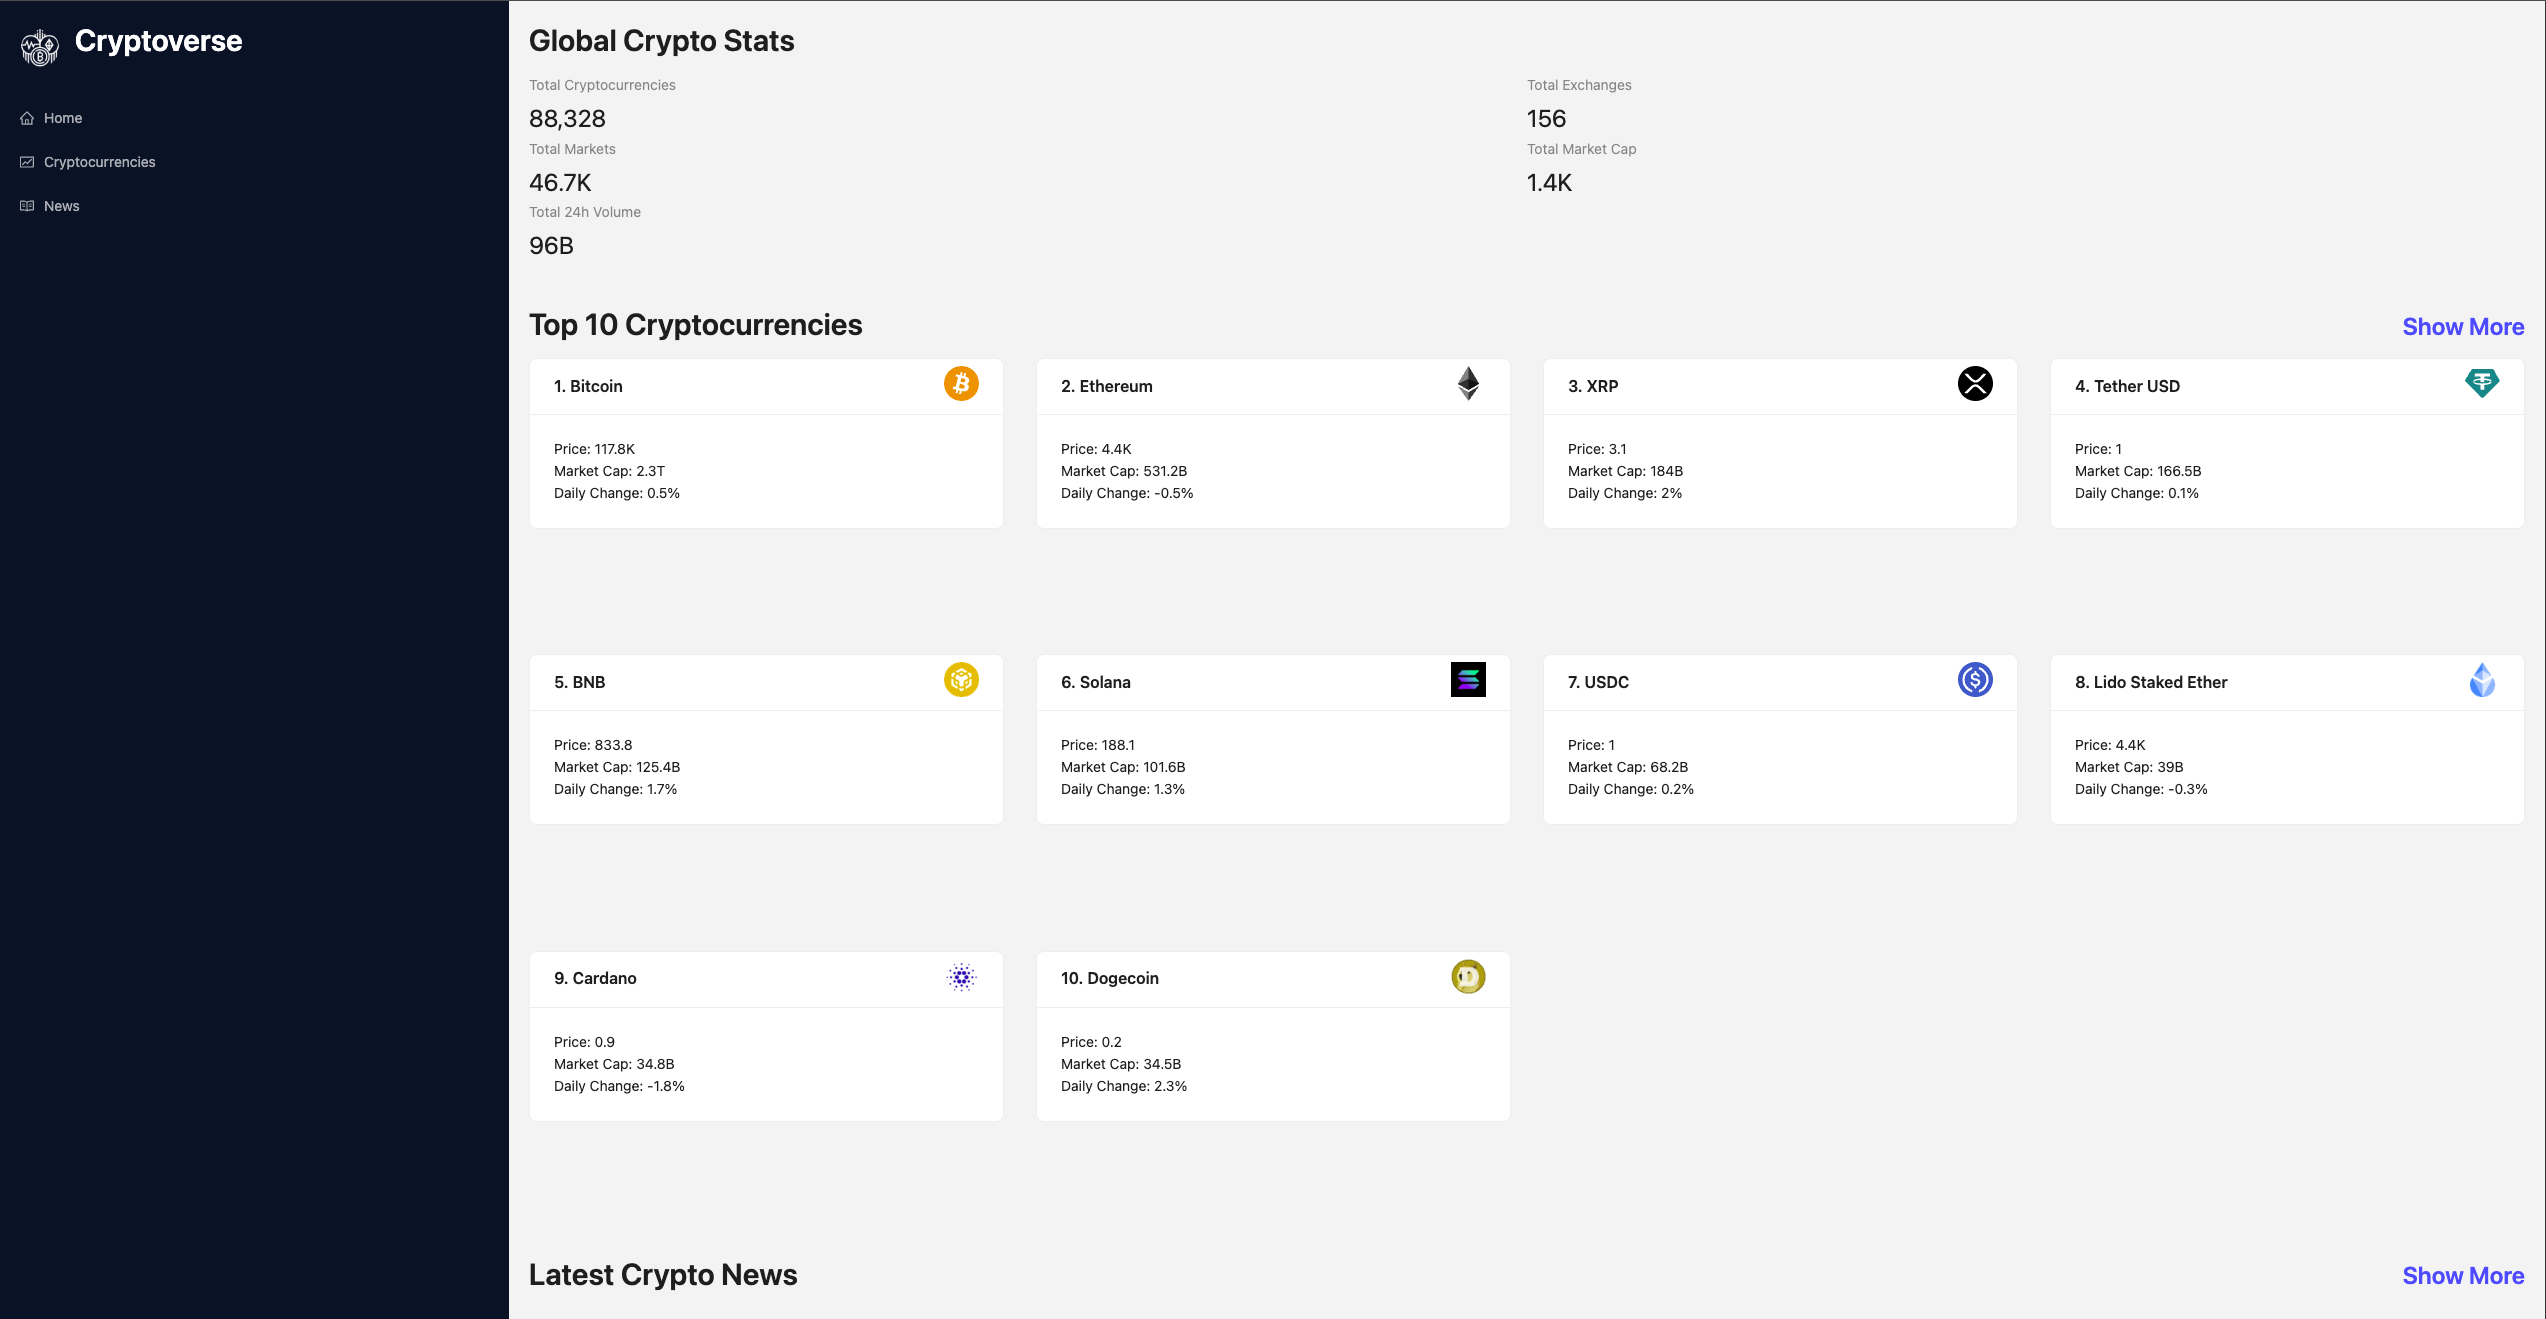 Cryptoverse
Home
Cryptocurrencies
News
Global Crypto Stats
Total Cryptocurrencies
88,328
Total Exchanges
156
Total Markets
46.7K
Total Market Cap
1.4K
Total 24h Volume
96B
Top 10 Cryptocurrencies
Show More
1. Bitcoin
Price: 117.8K
Market Cap: 2.3T
Daily Change: 0.5%
2. Ethereum
Price: 4.4K
Market Cap: 531.2B
Daily Change: -0.5%
3. XRP
Price: 3.1
Market Cap: 184B
Daily Change: 2%
4. Tether USD
Price: 1
Market Cap: 166.5B
Daily Change: 0.1%
5. BNB
Price: 833.8
Market Cap: 125.4B
Daily Change: 1.7%
6. Solana
Price: 188.1
Market Cap: 101.6B
Daily Change: 1.3%
7. USDC
Price: 1
Market Cap: 68.2B
Daily Change: 0.2%
8. Lido Staked Ether
Price: 4.4K
Market Cap: 39B
Daily Change: -0.3%
9. Cardano
Price: 0.9
Market Cap: 34.8B
Daily Change: -1.8%
10. Dogecoin
Price: 0.2
Market Cap: 34.5B
Daily Change: 2.3%
Latest Crypto News
Show More